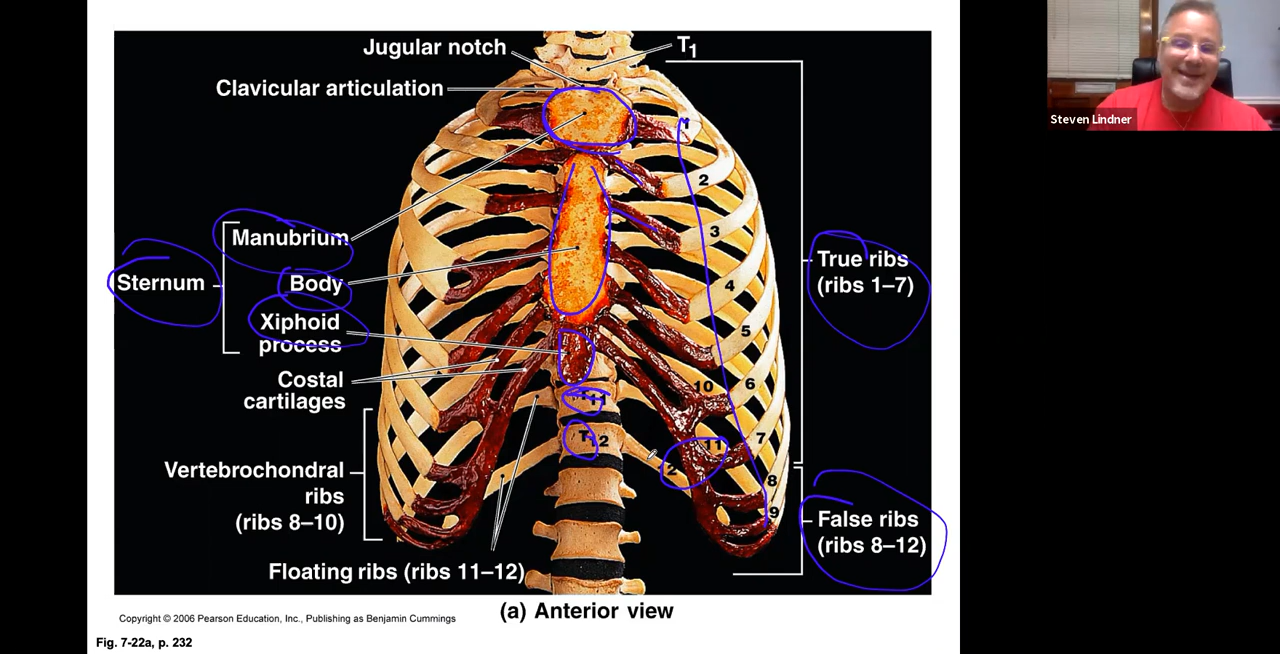 Jugular notch
T1
Clavicular articulation
Steven Lindner
1
2
Manubrium
3
Sternum
Body
True ribs
(ribs 1–7)
4
Xiphoid
process
5
Costal
cartilages
10
6
T11
T12
11
7
Vertebrochondral
ribs
(ribs 8–10)
2
8
9
False ribs
(ribs 8–12)
Floating ribs (ribs 11–12)
(a) Anterior view
Copyright © 2006 Pearson Education, Inc., Publishing as Benjamin Cummings
Fig. 7-22a, p. 232